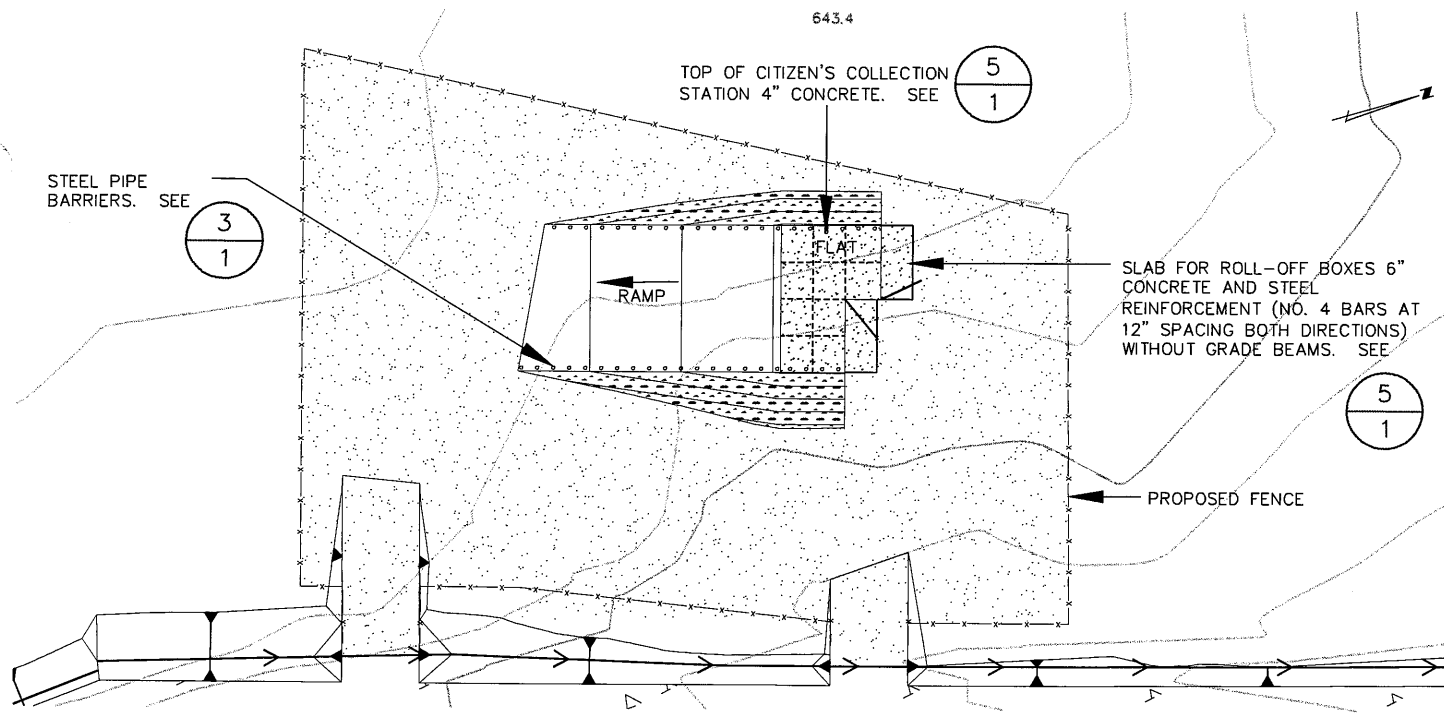 643.4
TOP OF CITIZEN'S COLLECTION
STATION 4" CONCRETE. SEE
5
1
STEEL PIPE
BARRIERS. SEE
3
1
FLAT
RAMP
SLAB FOR ROLL-OFF BOXES 6"
CONCRETE AND STEEL
REINFORCEMENT (NO. 4 BARS AT
12" SPACING BOTH DIRECTIONS)
WITHOUT GRADE BEAMS. SEE
5
1
PROPOSED FENCE